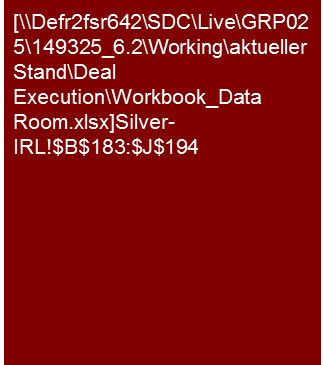 [\\Defr2fsr642\SDC\Live\GRP02
5\149325_6.2\Working\aktueller
Stand\Deal
Execution\Workbook_Data
Room.xlsx]Silver-
IRL!$B$183:$J$194